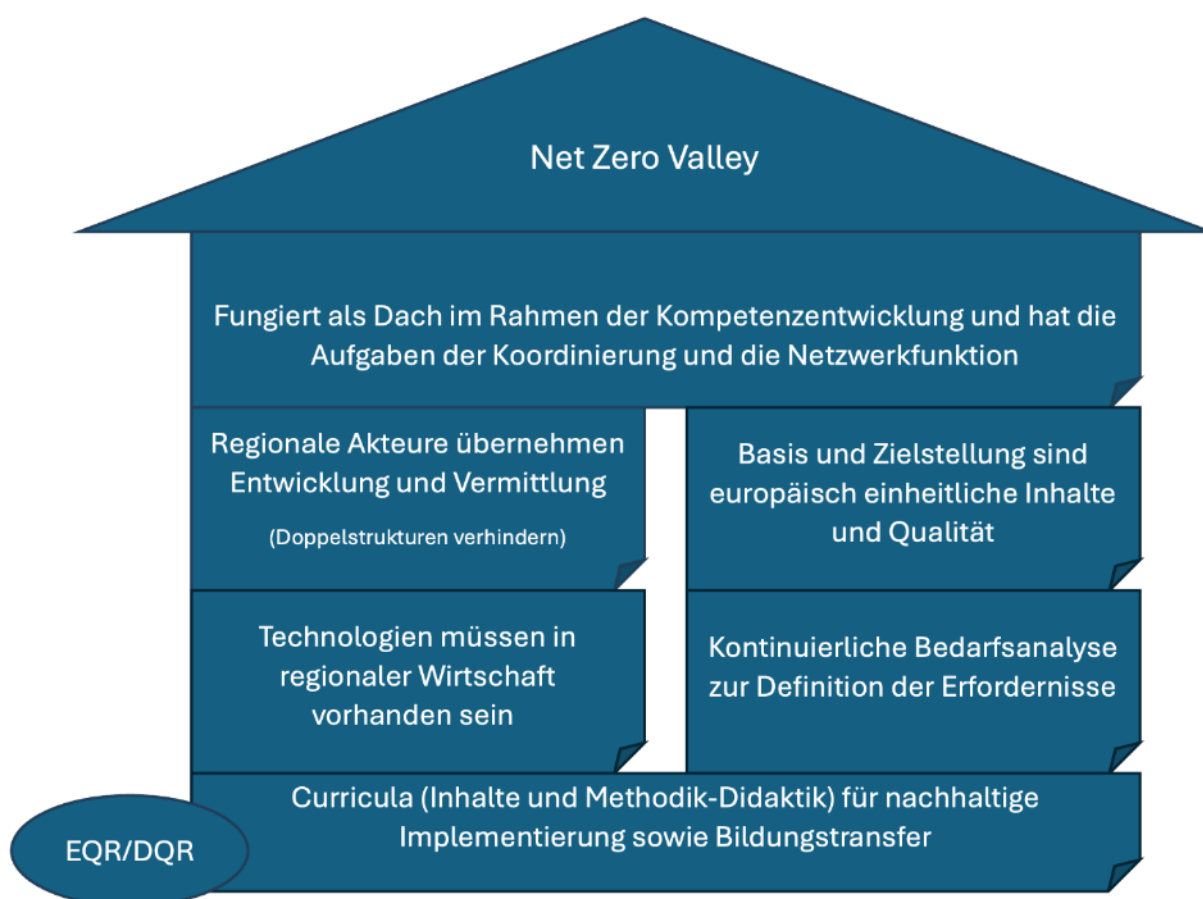 Net Zero Valley
Fungiert als Dach im Rahmen der Kompetenzentwicklung und hat die
Aufgaben der Koordinierung und die Netzwerkfunktion
Regionale Akteure übernehmen
Entwicklung und Vermittlung
(Doppelstrukturen verhindern)
Basis und Zielstellung sind
europäisch einheitliche Inhalte
und Qualität
Technologien müssen in
regionaler Wirtschaft
vorhanden sein
Kontinuierliche Bedarfsanalyse
zur Definition der Erfordernisse
Curricula (Inhalte und Methodik-Didaktik) für nachhaltige
Implementierung sowie Bildungstransfer
EQR/DQR